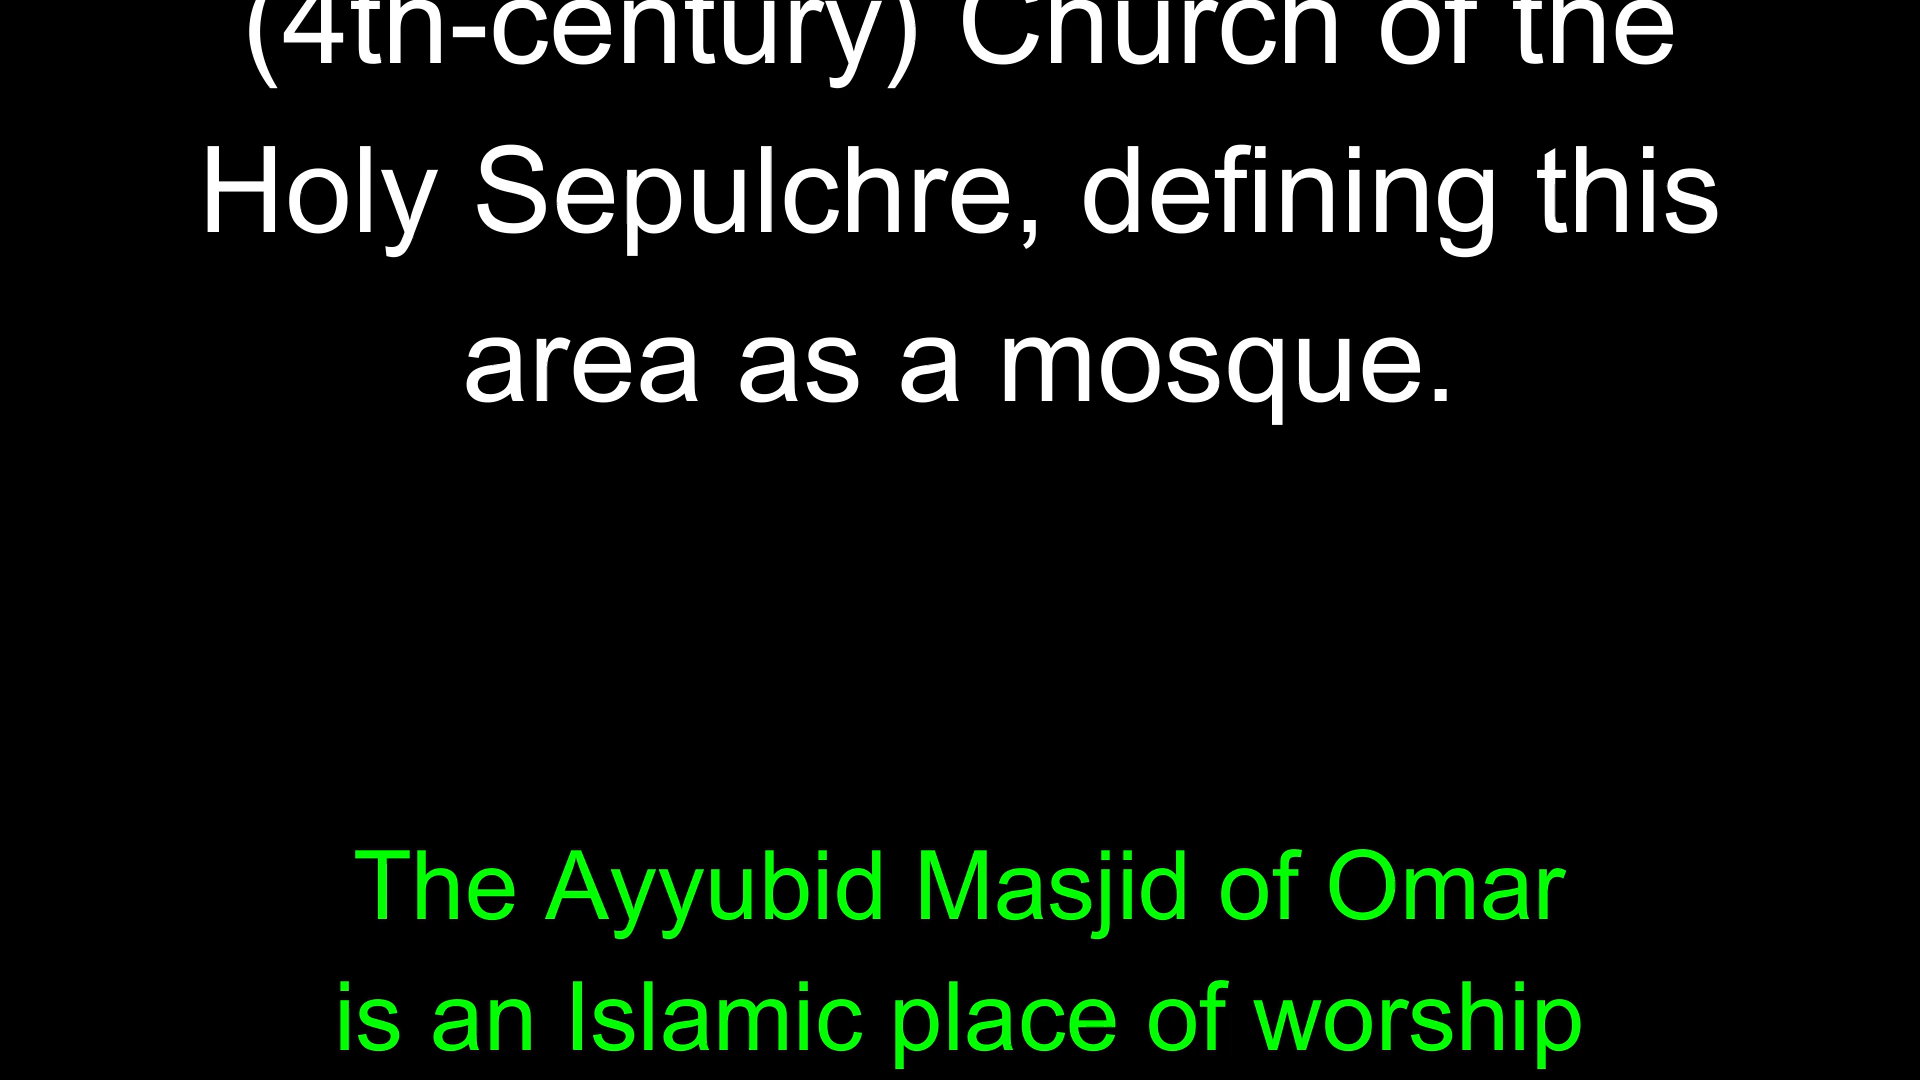 (4th-century) Church of the
Holy Sepulchre, defining this
area as a mosque.
The Ayyubid Masjid of Omar
is an Islamic place of worship